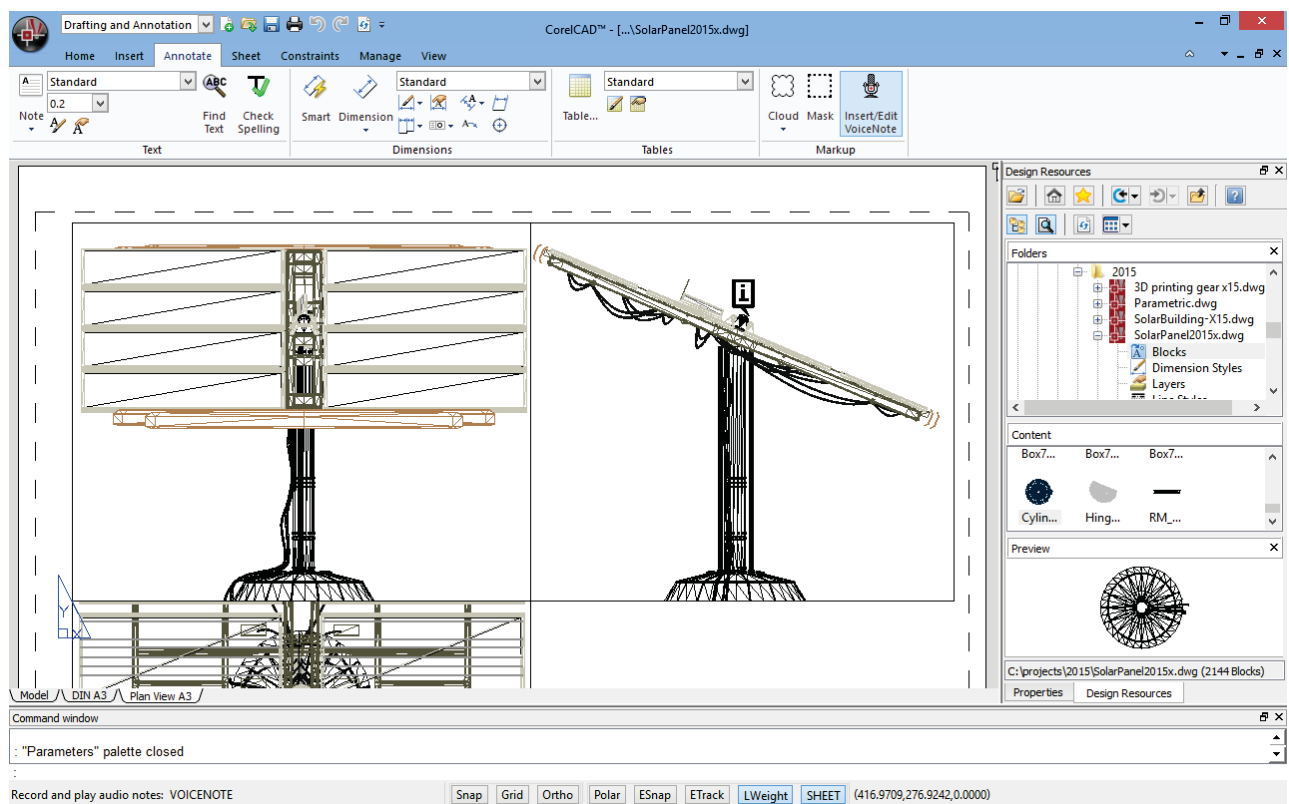 Drafting and Annotation
CorelCAD™ - [...\SolarPanel2015x.dwg]
Home Insert Annotate Sheet Constraints Manage View
A Standard ABC Standard Standard
0.2
Note Find Text Check Spelling Smart Dimension Table... Cloud Mask Insert/Edit VoiceNote
Text Dimensions Tables Markup
Design Resources
Folders
2015
3D printing gear x15.dwg
Parametric.dwg
SolarBuilding-X15.dwg
SolarPanel2015x.dwg
Blocks
Dimension Styles
Layers
Line Styles
Content
Box7... Box7... Box7...
Cylin... Hing... RM_...
Preview
i
Y
X
C:\projects\2015\SolarPanel2015x.dwg (2144 Blocks)
Model DIN A3 Plan View A3
Properties Design Resources
Command window
: "Parameters" palette closed
:
Record and play audio notes: VOICENOTE Snap Grid Ortho Polar ESnap ETrack LWeight SHEET (416.9709,276.9242,0.0000)